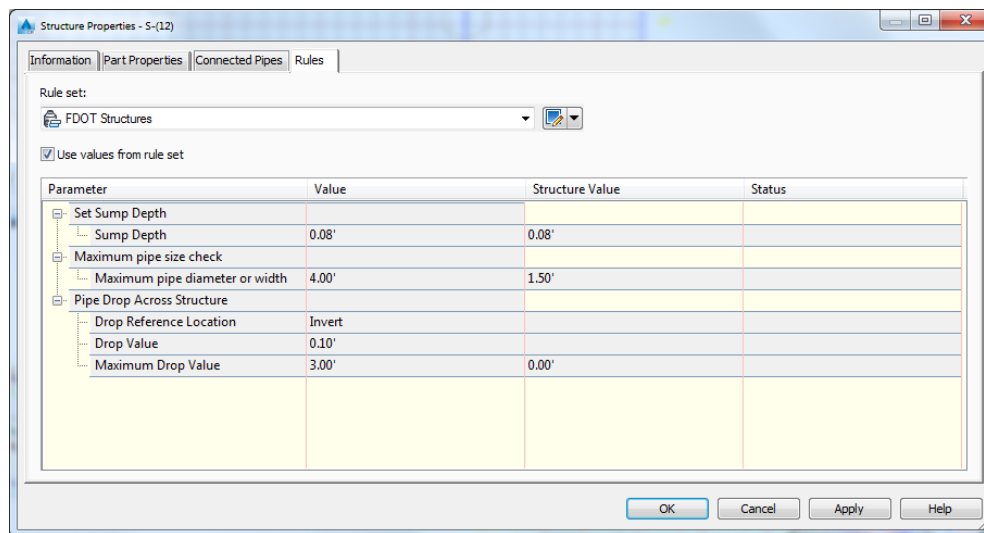 Structure Properties - S-(12)
Information Part Properties Connected Pipes Rules
Rule set:
FDOT Structures
Use values from rule set
Parameter Value Structure Value Status
Set Sump Depth
Sump Depth 0.08' 0.08'
Maximum pipe size check
Maximum pipe diameter or width 4.00' 1.50'
Pipe Drop Across Structure
Drop Reference Location Invert
Drop Value 0.10'
Maximum Drop Value 3.00' 0.00'
OK Cancel Apply Help